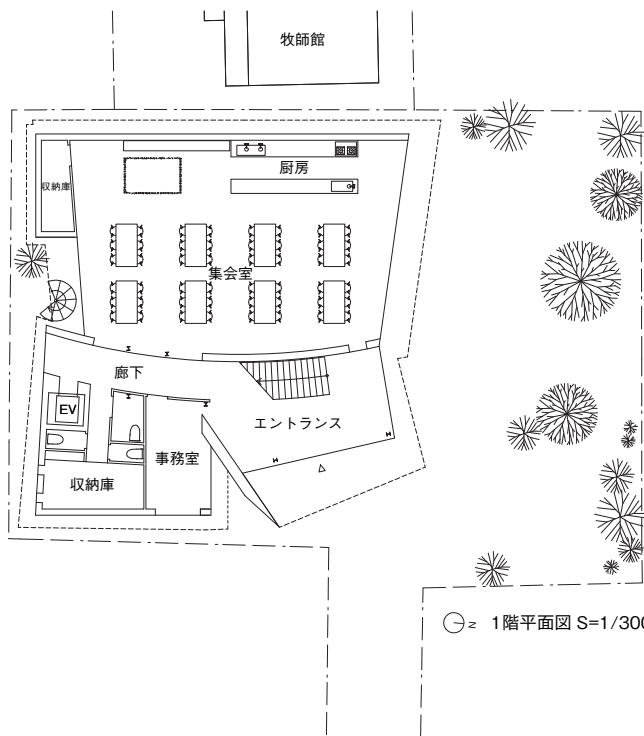 牧師館
厨房
収納庫
集会室
廊下
EV
エントランス
事務室
収納庫
N 1階平面図 S=1/300